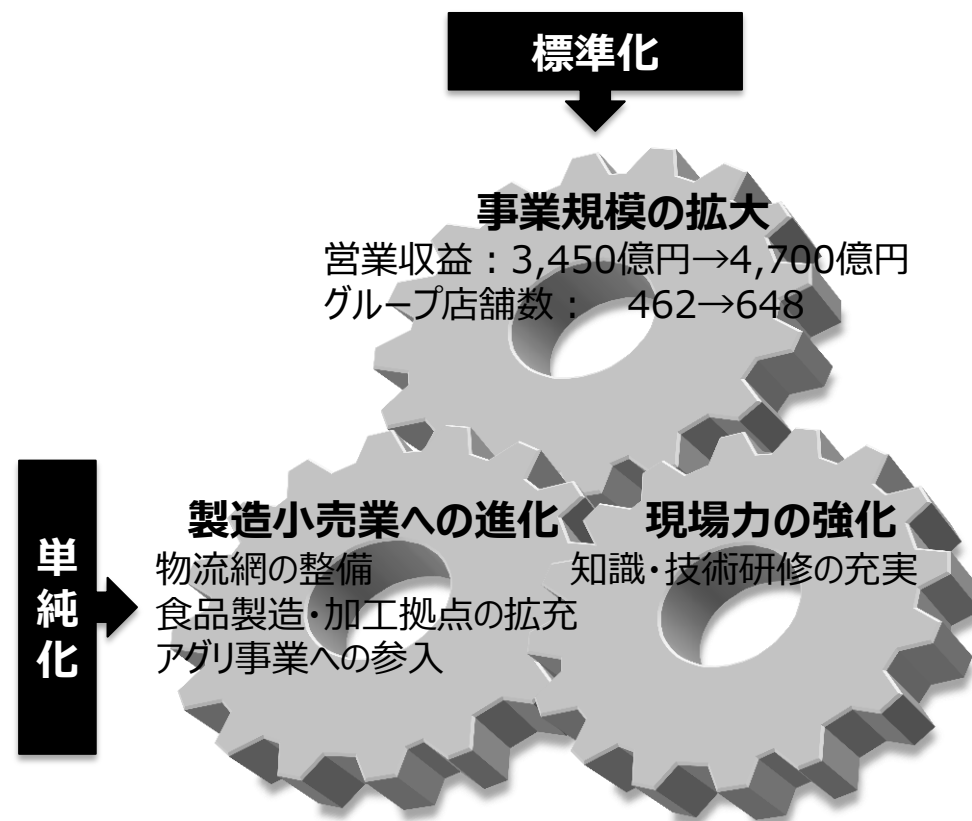 標準化
事業規模の拡大
営業収益：3,450億円→4,700億円
グループ店舗数：　462→648
単純化
製造小売業への進化
物流網の整備
食品製造・加工拠点の拡充
アグリ事業への参入
現場力の強化
知識・技術研修の充実